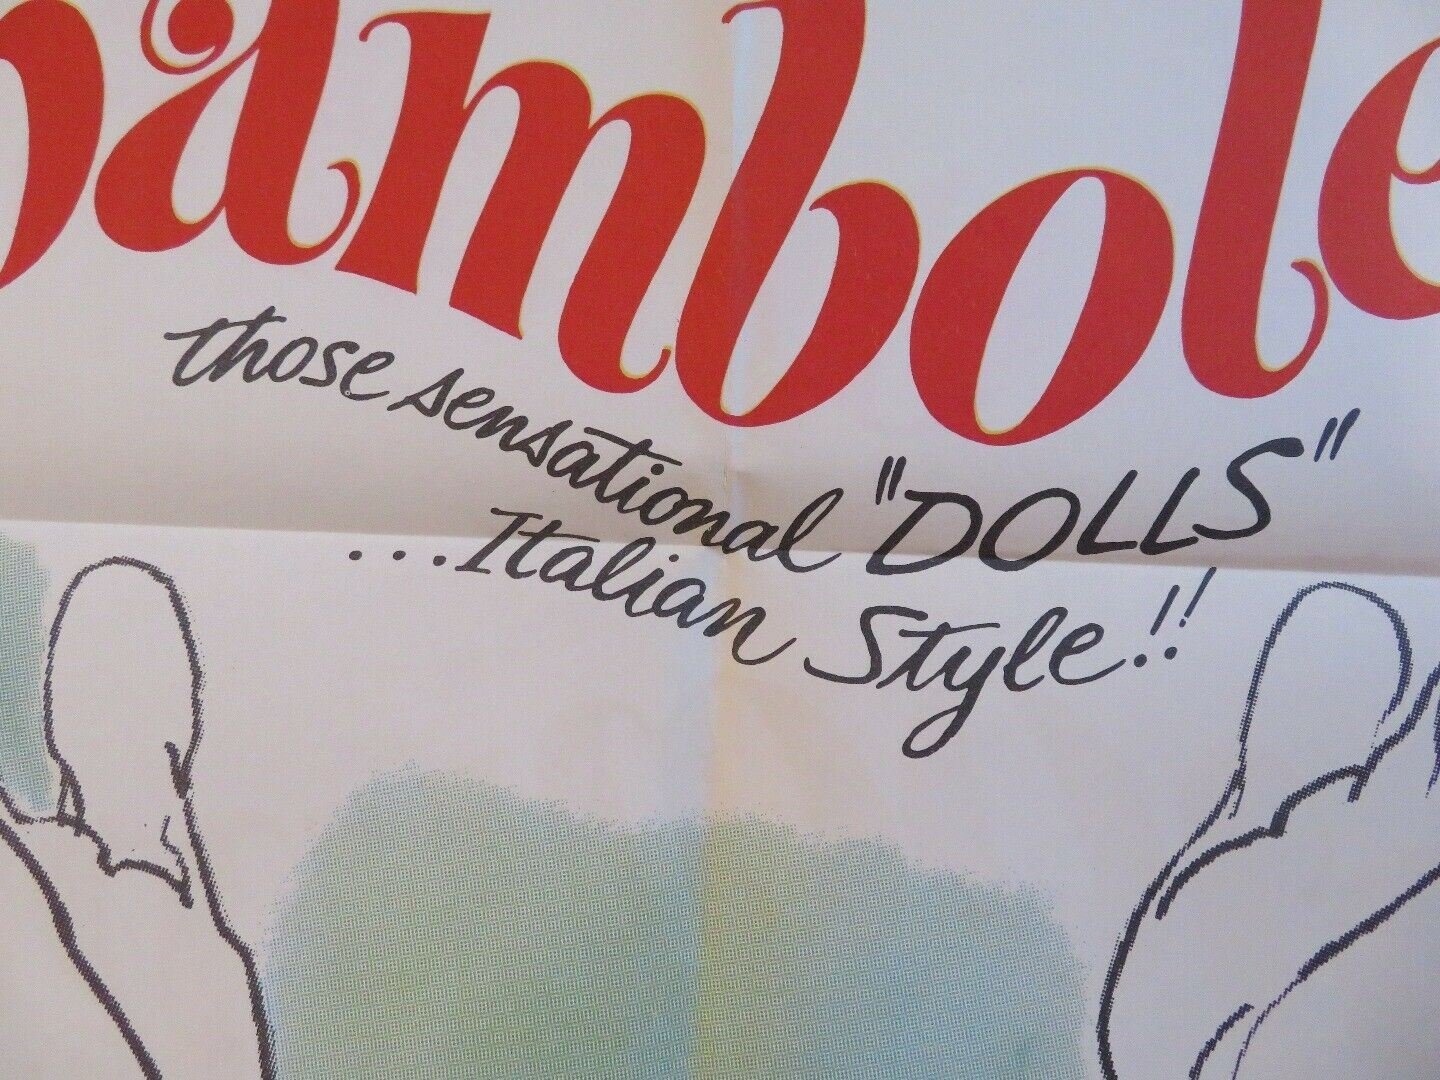 bambole
those sensational "DOLLS"
...Italian Style!!